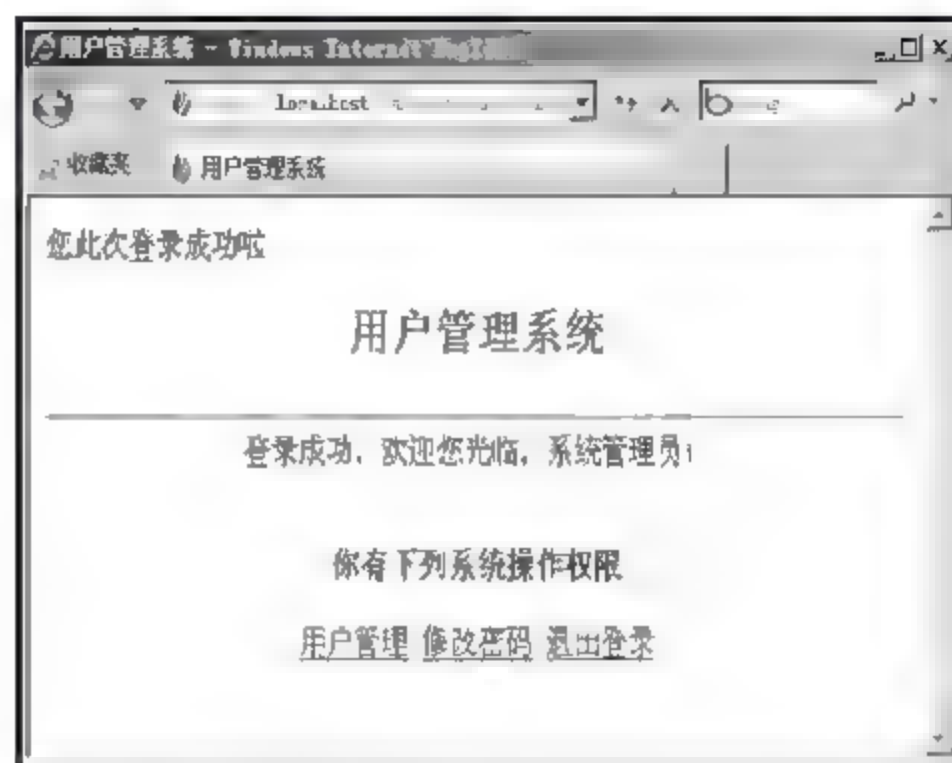 用户管理系统 - Windows Internet
localhost
收藏夹 用户管理系统
您此次登录成功啦
用户管理系统
登录成功，欢迎您光临，系统管理员!
你有下列系统操作权限
用户管理 修改密码 退出登录